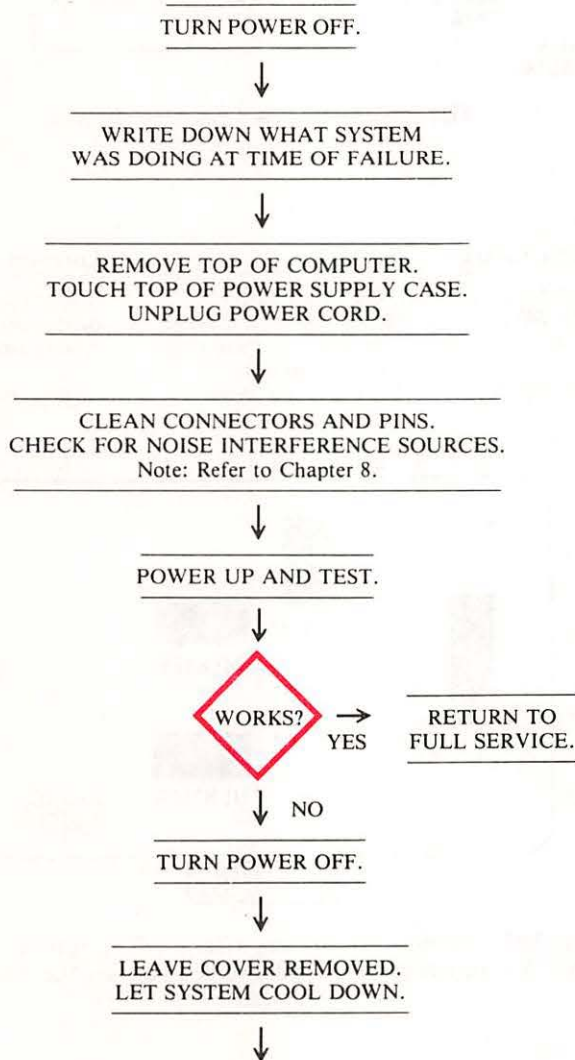 TURN POWER OFF.
WRITE DOWN WHAT SYSTEM
WAS DOING AT TIME OF FAILURE.
REMOVE TOP OF COMPUTER.
TOUCH TOP OF POWER SUPPLY CASE.
UNPLUG POWER CORD.
CLEAN CONNECTORS AND PINS.
CHECK FOR NOISE INTERFERENCE SOURCES.
Note: Refer to Chapter 8.
POWER UP AND TEST.
WORKS?
YES
RETURN TO
FULL SERVICE.
NO
TURN POWER OFF.
LEAVE COVER REMOVED.
LET SYSTEM COOL DOWN.